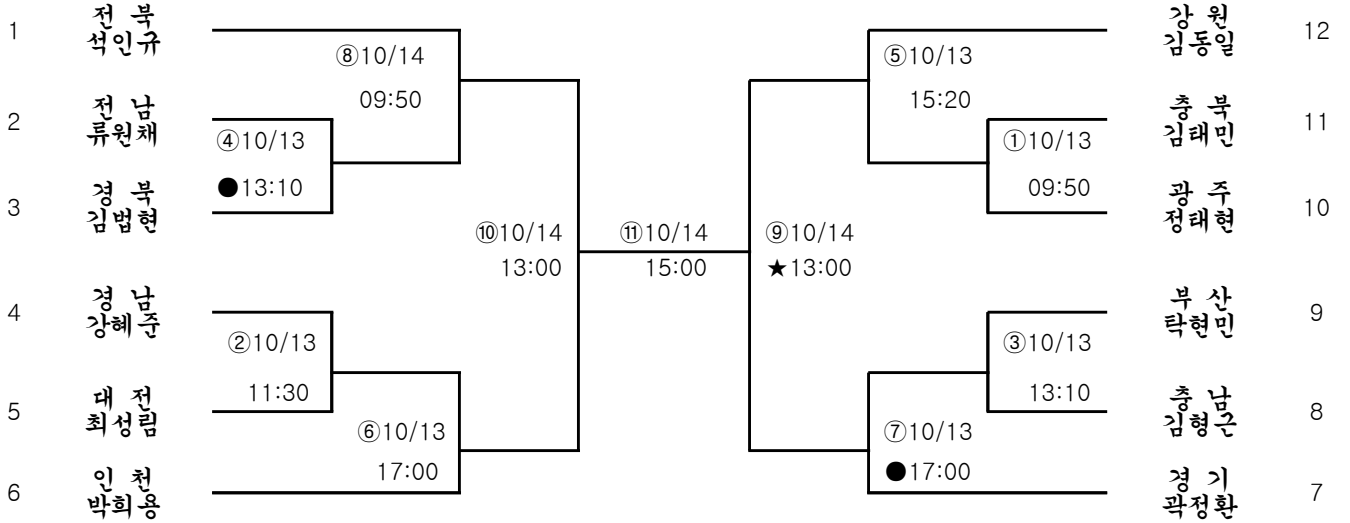 1
전 북
석인규
⑧10/14
09:50
2
전 남
류원채
④10/13
●13:10
3
경 북
김법현
⑩10/14
13:00
4
경 남
강혜준
②10/13
11:30
5
대 전
최성림
⑥10/13
17:00
6
인 천
박희용
⑪10/14
15:00
강 원
김동일
12
⑤10/13
15:20
충 북
김태민
11
①10/13
09:50
광 주
정태현
10
⑨10/14
★13:00
부 산
탁현민
9
③10/13
13:10
충 남
김형근
8
⑦10/13
●17:00
경 기
곽정환
7